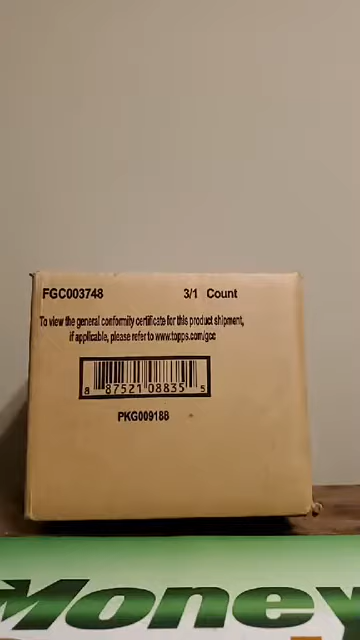 FGC003748 3/1 Count
To view the general conformity certificate for this product shipment,
if applicable, please refer to www.topps.com/gcc
8 87521 08835 5
PKG009188
Money